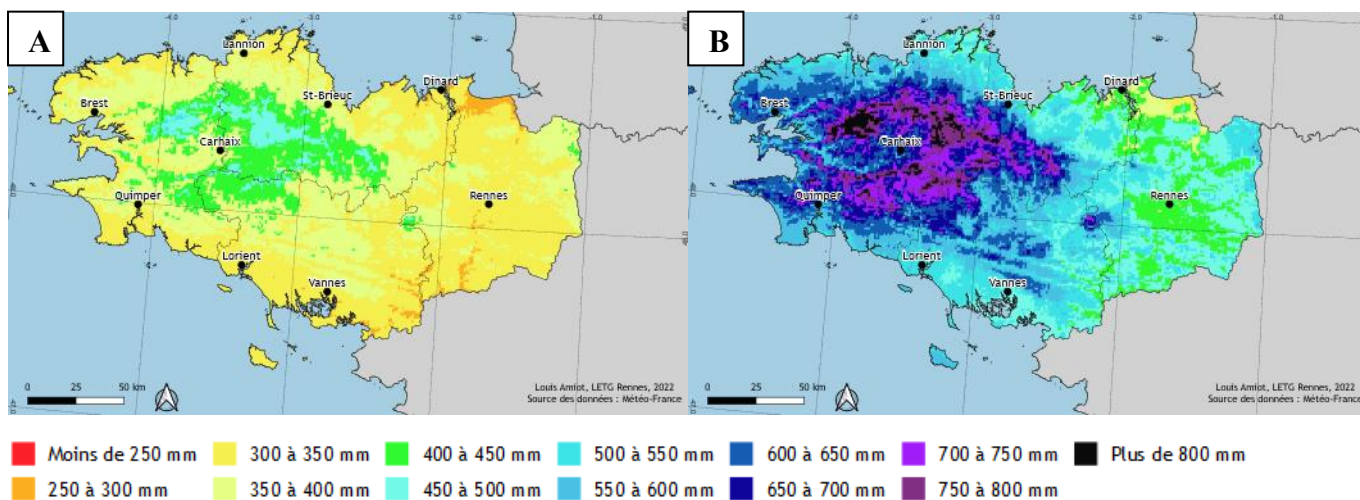 A
B
-4.0
-3.0
-2.0
-1.0
-4.0
-3.0
-2.0
-1.0
Lannion
Dinard
St-Brieuc
Brest
Carhaix
Quimper
Rennes
Lorient
Vannes
0 25 50 km
Louis Amiot, LETG Rennes, 2022
Source des données : Météo-France
Lannion
Dinard
St-Brieuc
Brest
Carhaix
Quimper
Rennes
Lorient
Vannes
0 25 50 km
Louis Amiot, LETG Rennes, 2022
Source des données : Météo-France
Moins de 250 mm
300 à 350 mm
400 à 450 mm
500 à 550 mm
600 à 650 mm
700 à 750 mm
Plus de 800 mm
250 à 300 mm
350 à 400 mm
450 à 500 mm
550 à 600 mm
650 à 700 mm
750 à 800 mm